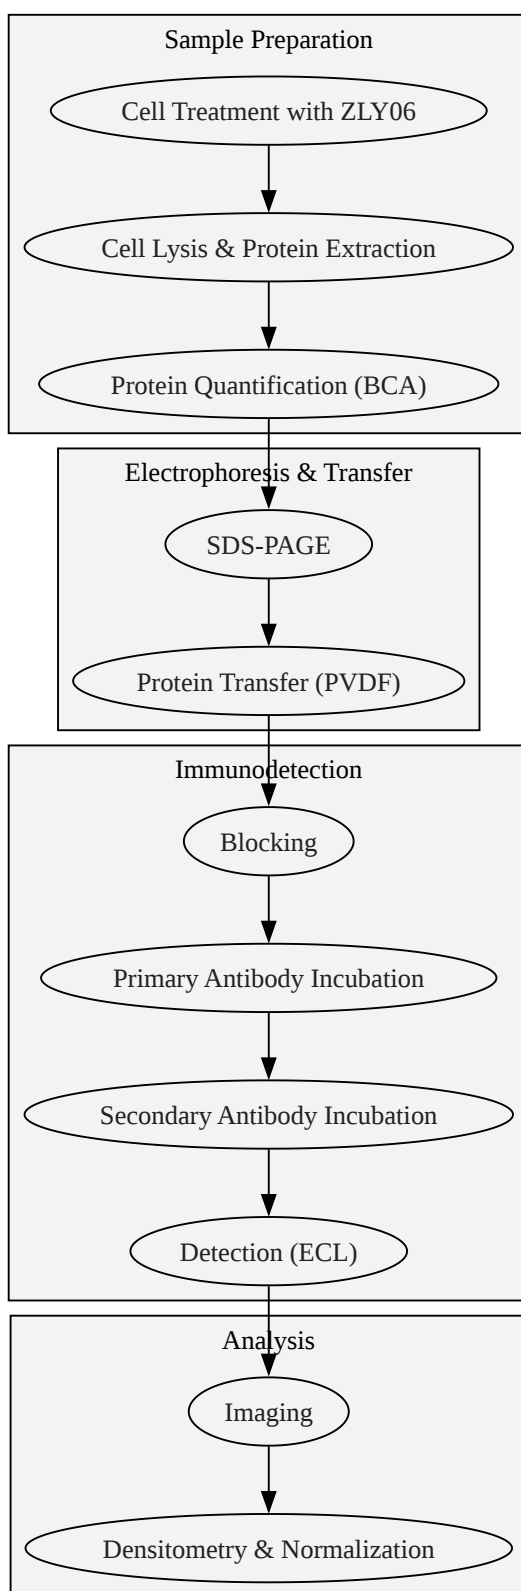 Sample Preparation
Cell Treatment with ZLY06
Cell Lysis & Protein Extraction
Protein Quantification (BCA)
Electrophoresis & Transfer
SDS-PAGE
Protein Transfer (PVDF)
Immunodetection
Blocking
Primary Antibody Incubation
Secondary Antibody Incubation
Detection (ECL)
Analysis
Imaging
Densitometry & Normalization